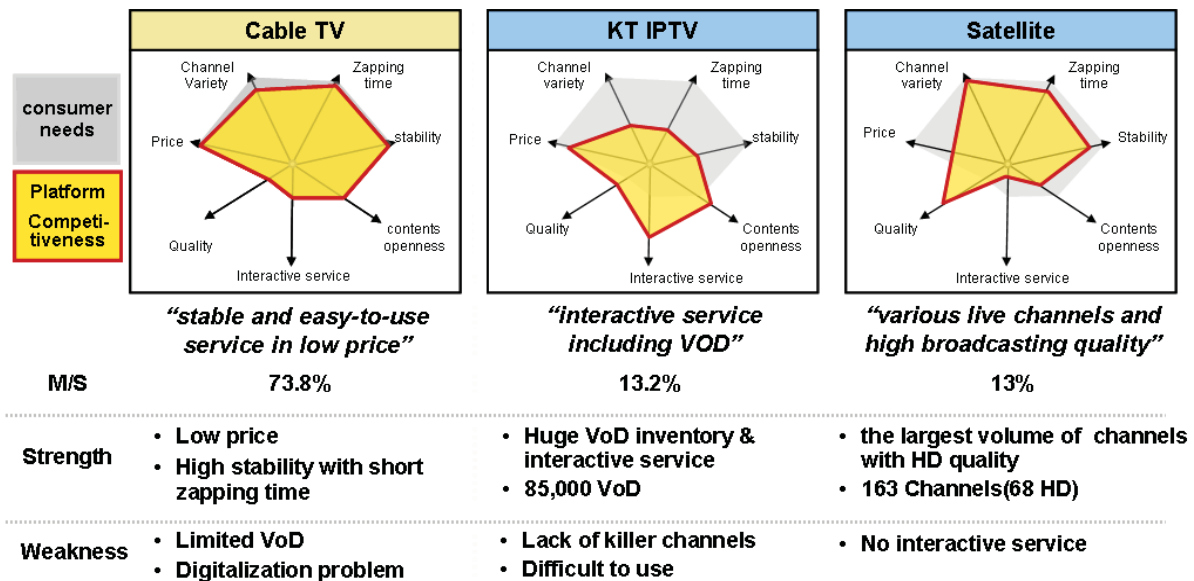 Cable TV
KT IPTV
Satellite
consumer
needs
Platform
Competi-
tiveness
Channel
Variety
Zapping
time
Price
stability
Quality
contents
openness
Interactive service
Channel
variety
Zapping
time
Price
stability
Quality
Contents
openness
Interactive service
Channel
variety
Zapping
time
Price
Stability
Quality
Contents
openness
Interactive service
“stable and easy-to-use
service in low price”
“interactive service
including VOD”
“various live channels and
high broadcasting quality”
M/S
73.8%
13.2%
13%
Strength
• Low price
• High stability with short
zapping time
• Huge VoD inventory &
interactive service
• 85,000 VoD
• the largest volume of channels
with HD quality
• 163 Channels(68 HD)
Weakness
• Limited VoD
• Digitalization problem
• Lack of killer channels
• Difficult to use
• No interactive service